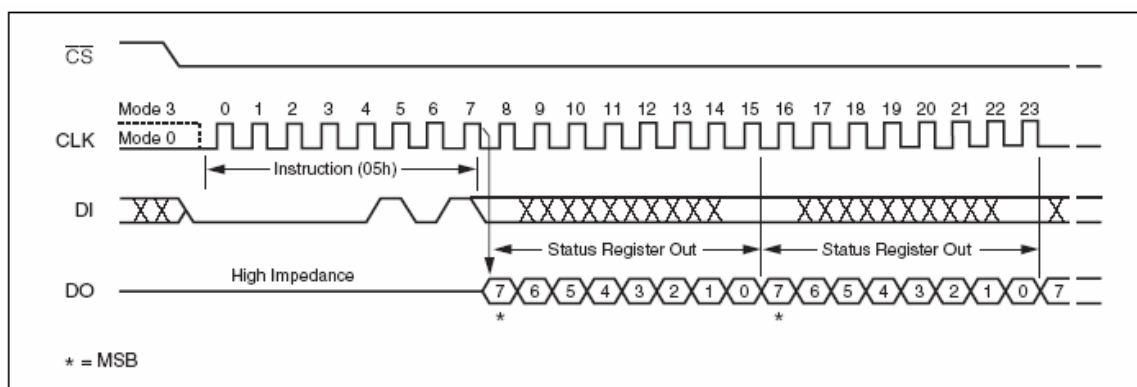 CS
Mode 3 0 1 2 3 4 5 6 7 8 9 10 11 12 13 14 15 16 17 18 19 20 21 22 23
CLK Mode 0
Instruction (05h)
DI
Status Register Out Status Register Out
High Impedance
DO 7 6 5 4 3 2 1 0 7 6 5 4 3 2 1 0 7
* *
* = MSB